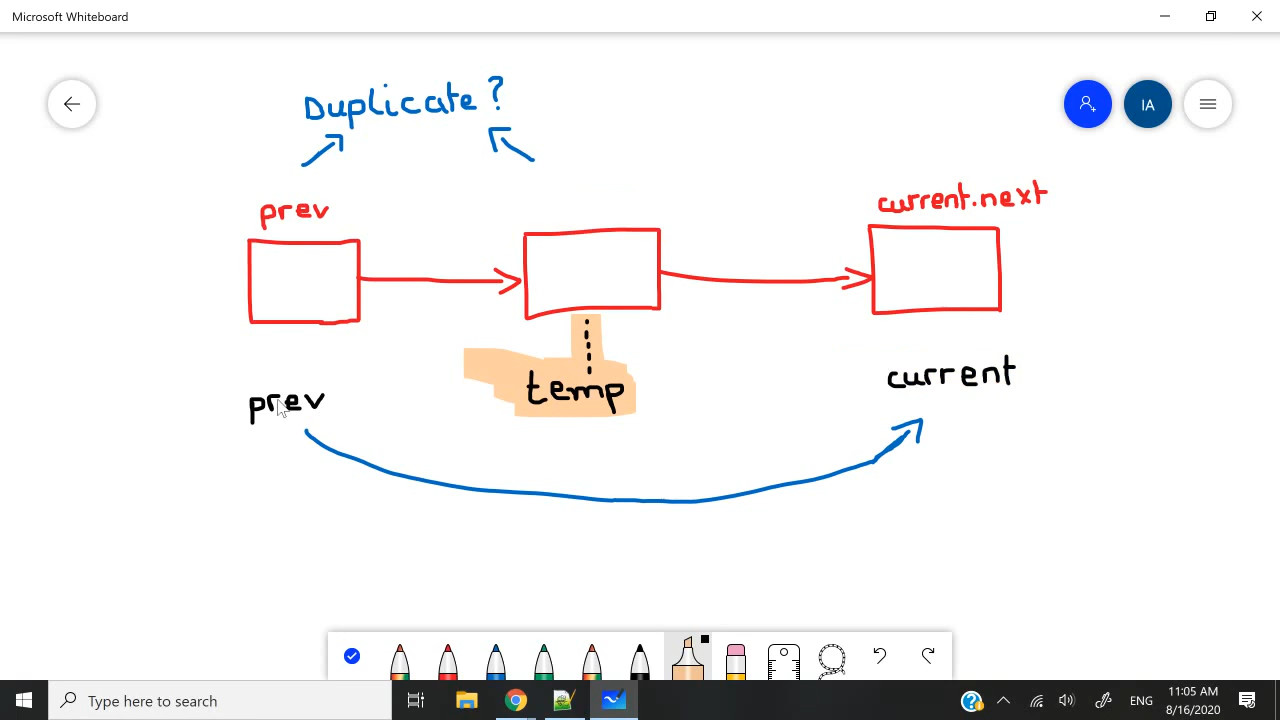 Microsoft Whiteboard
Duplicate?
IA
prev
current.next
temp
current
prev
Type here to search
ENG
11:05 AM
8/16/2020